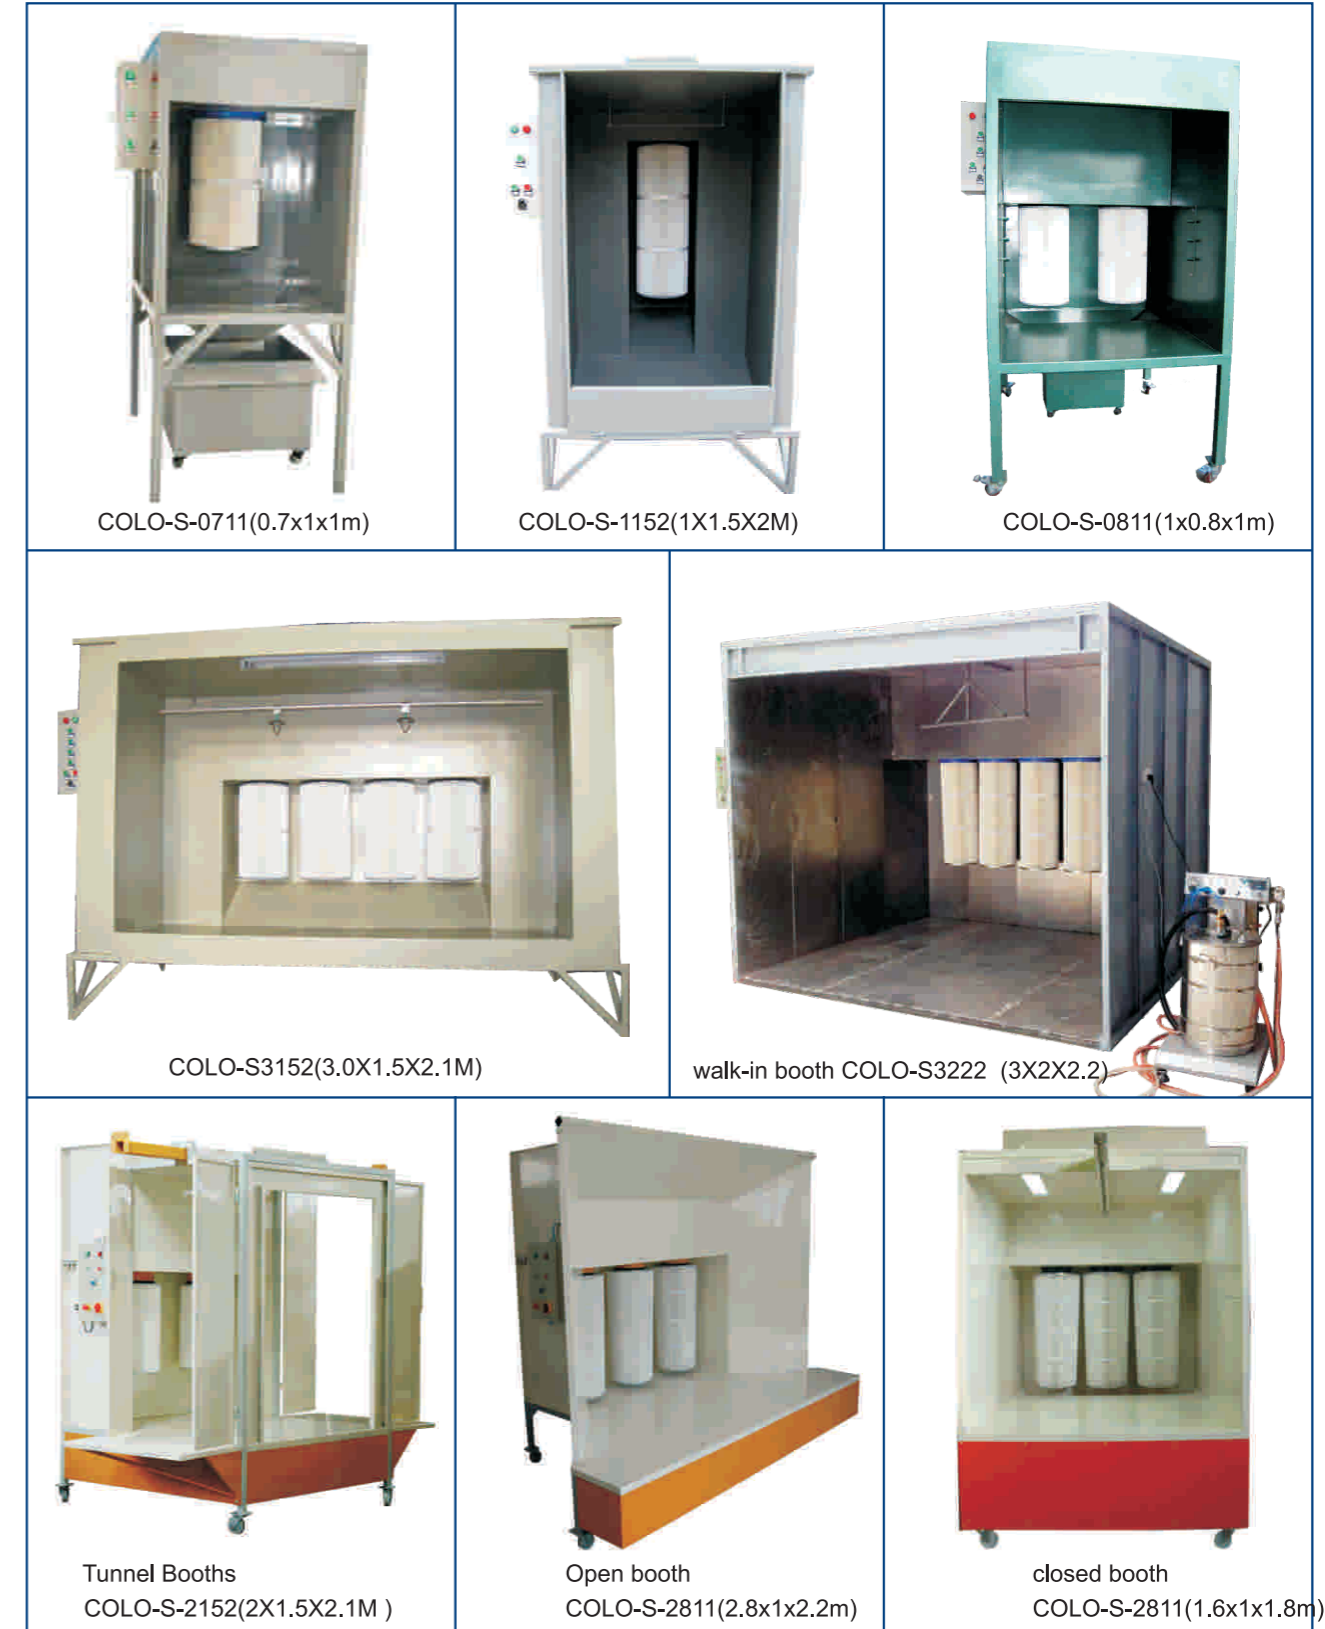 COLO-S-0711(0.7x1x1m)
COLO-S-1152(1X1.5X2M)
COLO-S-0811(1x0.8x1m)
COLO-S3152(3.0X1.5X2.1M)
walk-in booth COLO-S3222 (3X2X2.2)
Tunnel Booths
COLO-S-2152(2X1.5X2.1M )
Open booth
COLO-S-2811(2.8x1x2.2m)
closed booth
COLO-S-2811(1.6x1x1.8m)